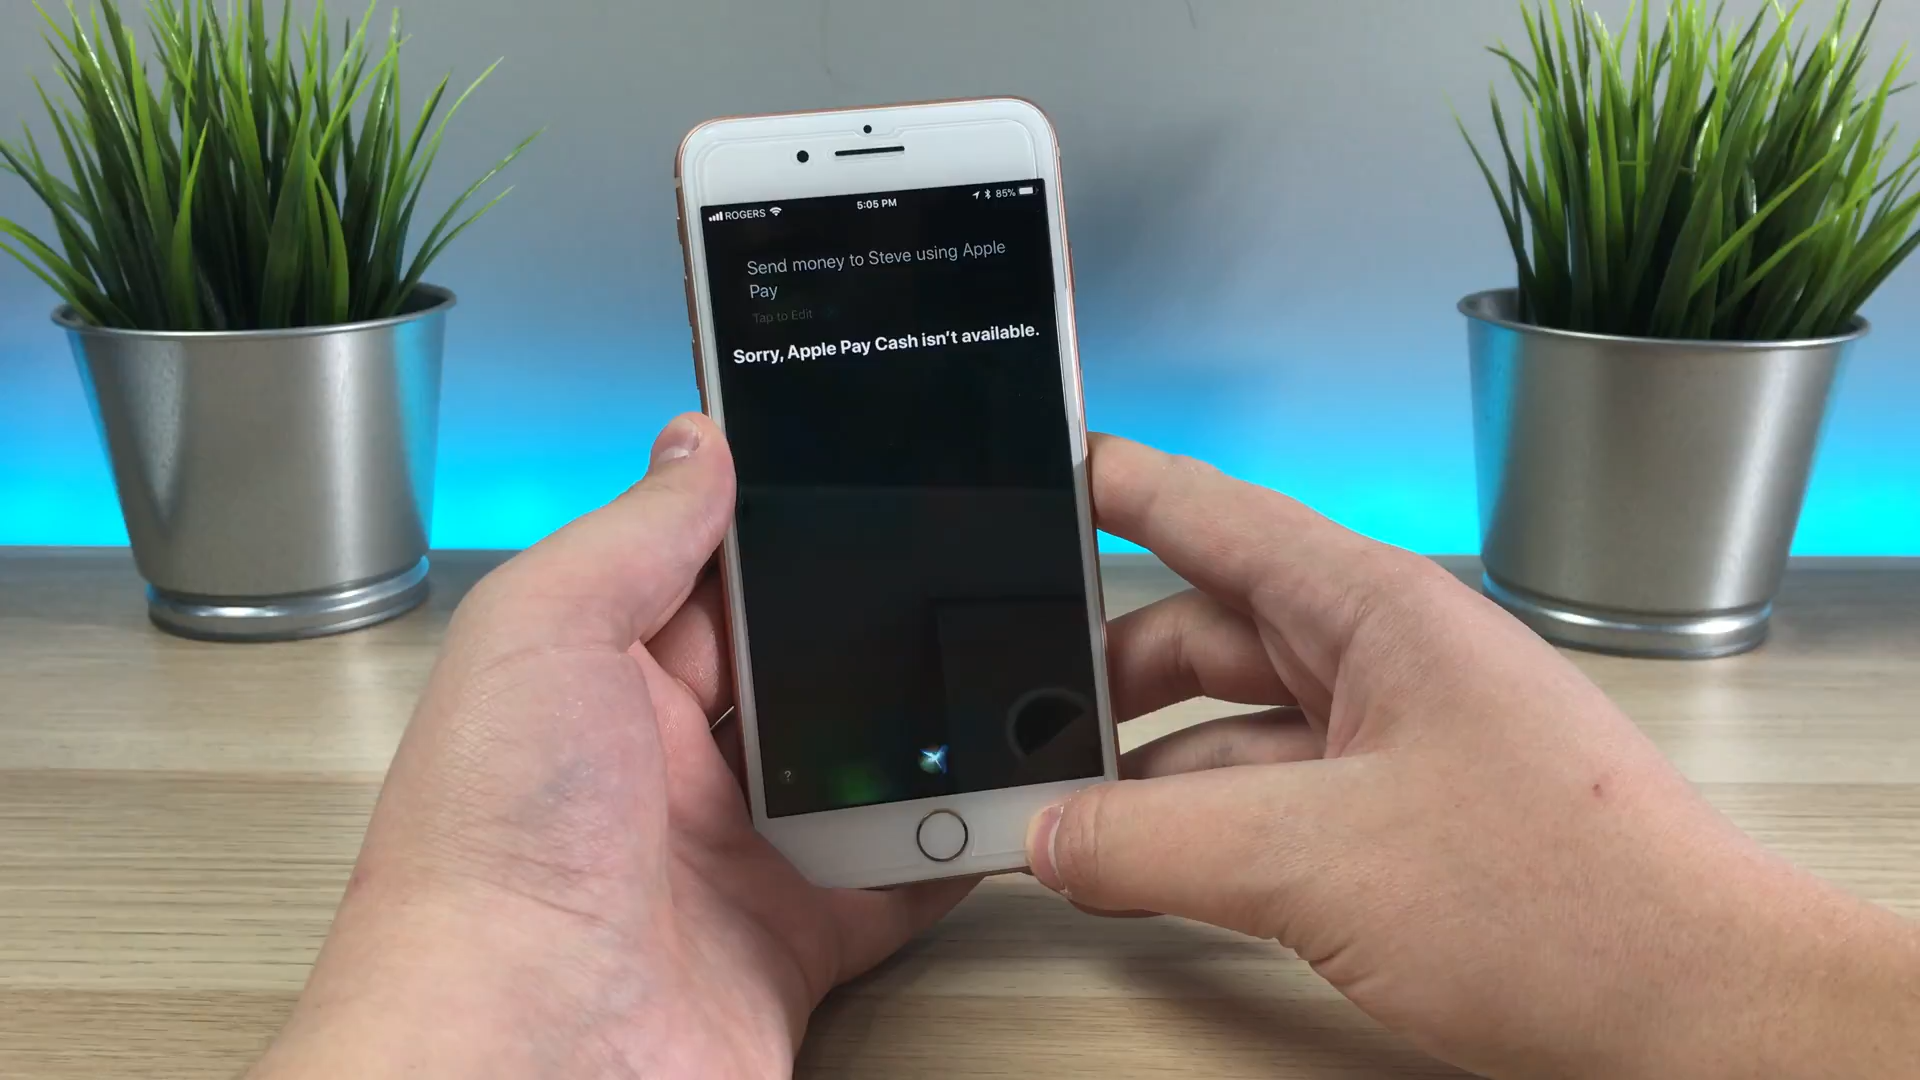 ROGERS 5:05 PM 85%
Send money to Steve using Apple
Pay
Tap to Edit
Sorry, Apple Pay Cash isn't available.
?